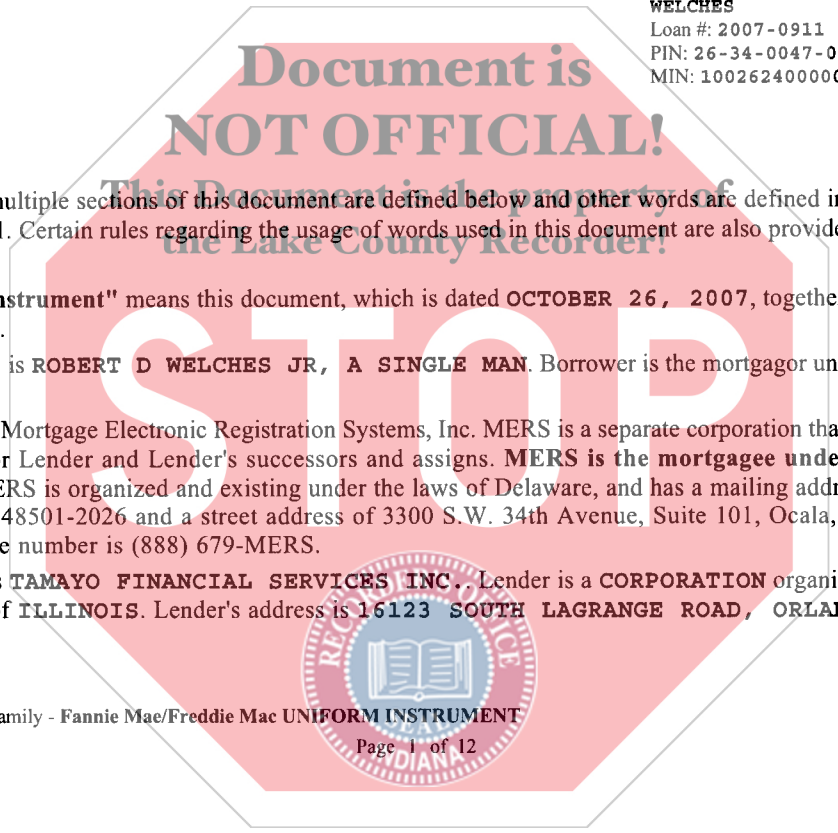 WELCHES
Loan #: 2007-0911
PIN: 26-34-0047-0
MIN: 10026240000
Document is
NOT OFFICIAL!
This Document is the property of
the Lake County Recorder!
ultiple sections of this document are defined below and other words are defined in
. Certain rules regarding the usage of words used in this document are also provide
nstrument" means this document, which is dated OCTOBER 26, 2007, togethe
.
is ROBERT D WELCHES JR, A SINGLE MAN. Borrower is the mortgagor un
STOP
Mortgage Electronic Registration Systems, Inc. MERS is a separate corporation tha
r Lender and Lender's successors and assigns. MERS is the mortgagee unde
ERS is organized and existing under the laws of Delaware, and has a mailing addr
48501-2026 and a street address of 3300 S.W. 34th Avenue, Suite 101, Ocala,
e number is (888) 679-MERS.
TAMAYO FINANCIAL SERVICES INC.. Lender is a CORPORATION organi
f ILLINOIS. Lender's address is 16123 SOUTH LAGRANGE ROAD, ORLA
RECORDERS OFFICE
SEAL
INDIANA
amily - Fannie Mae/Freddie Mac UNIFORM INSTRUMENT
Page 1 of 12